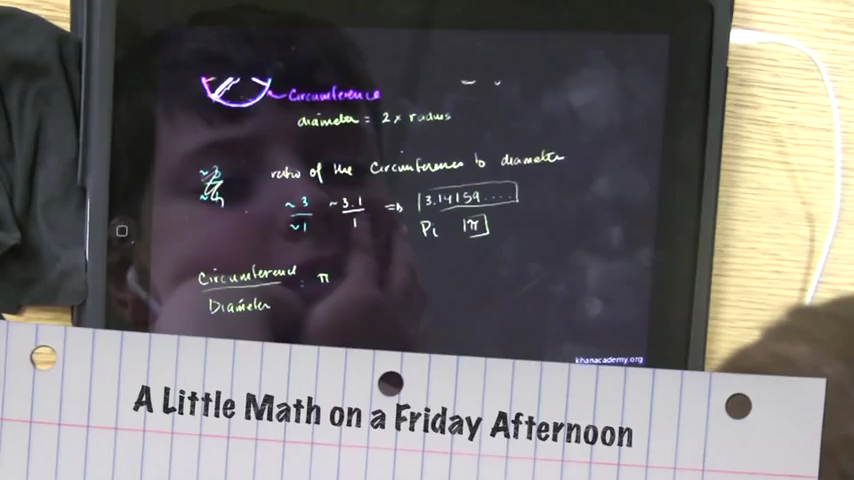 Circumference
diameter = 2 x radius
ratio of the Circumference to diameter
~3
~3 ~3.1 => 3.14159....
~1 1 Pi π
Circumference = π
Diameter
khanacademy.org
A Little Math on a Friday Afternoon